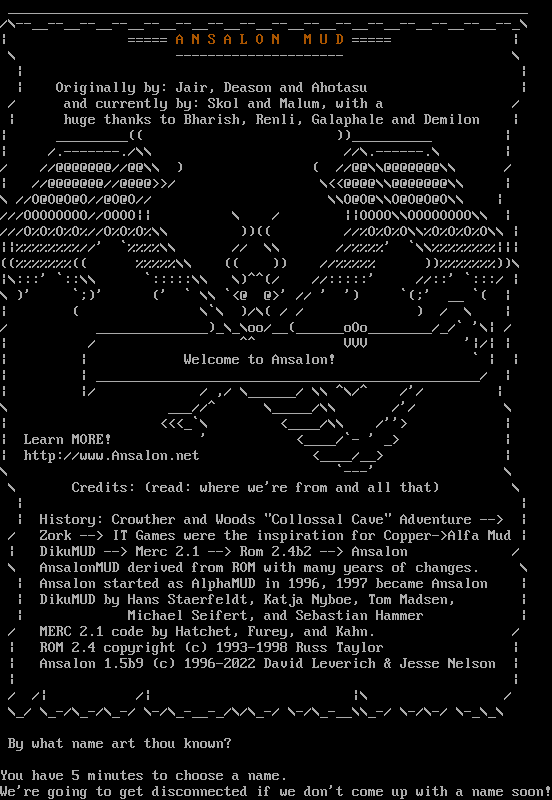 ===== A N S A L O N   M U D =====
Originally by: Jair, Deason and Ahotasu
and currently by: Skol and Malum, with a
huge thanks to Bharish, Renli, Galaphale and Demilon
Welcome to Ansalon!
Learn MORE!
http://www.Ansalon.net
Credits: (read: where we're from and all that)
History: Crowther and Woods "Collossal Cave" Adventure -->
Zork --> IT Games were the inspiration for Copper->Alfa Mud
DikuMUD --> Merc 2.1 --> Rom 2.4b2 --> Ansalon
AnsalonMUD derived from ROM with many years of changes.
Ansalon started as AlphaMUD in 1996, 1997 became Ansalon
DikuMUD by Hans Staerfeldt, Katja Nyboe, Tom Madsen,
Michael Seifert, and Sebastian Hammer
MERC 2.1 code by Hatchet, Furey, and Kahn.
ROM 2.4 copyright (c) 1993-1998 Russ Taylor
Ansalon 1.5b9 (c) 1996-2022 David Leverich & Jesse Nelson
By what name art thou known?
You have 5 minutes to choose a name.
We're going to get disconnected if we don't come up with a name soon!